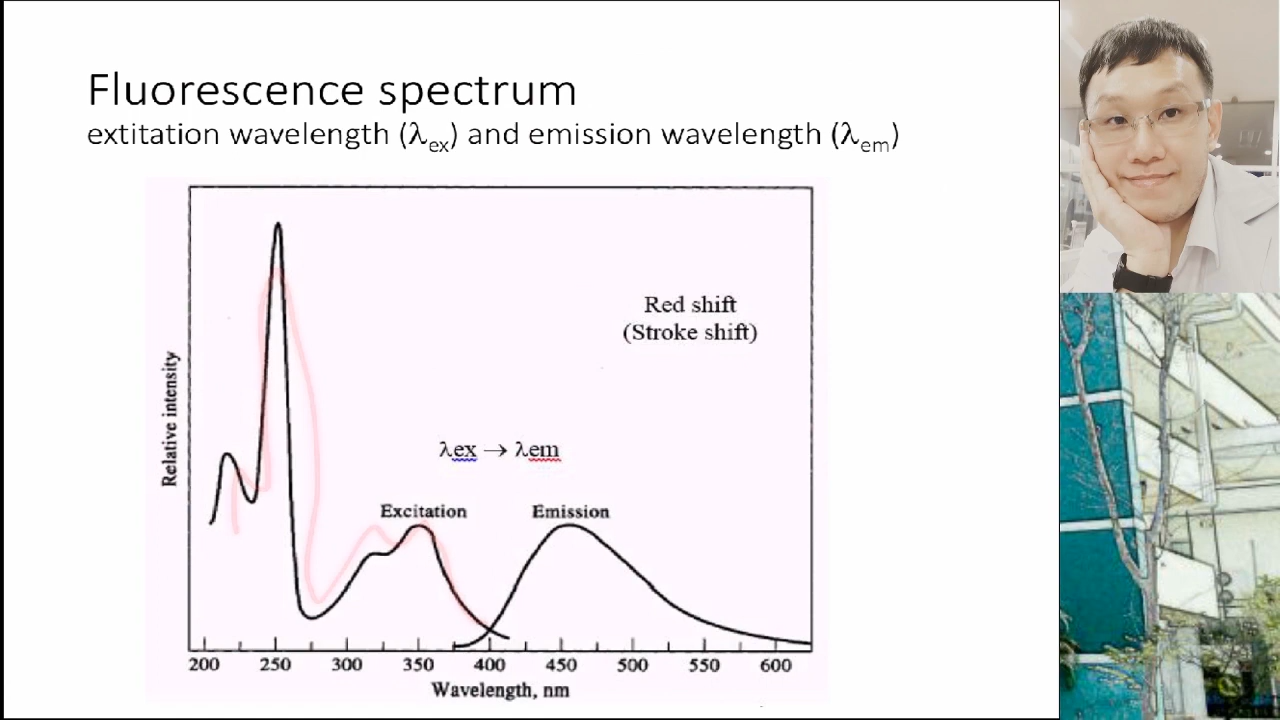 Fluorescence spectrum
extitation wavelength (λex) and emission wavelength (λem)
Red shift
(Stroke shift)
Relative intensity
λex → λem
Excitation
Emission
200 250 300 350 400 450 500 550 600
Wavelength, nm